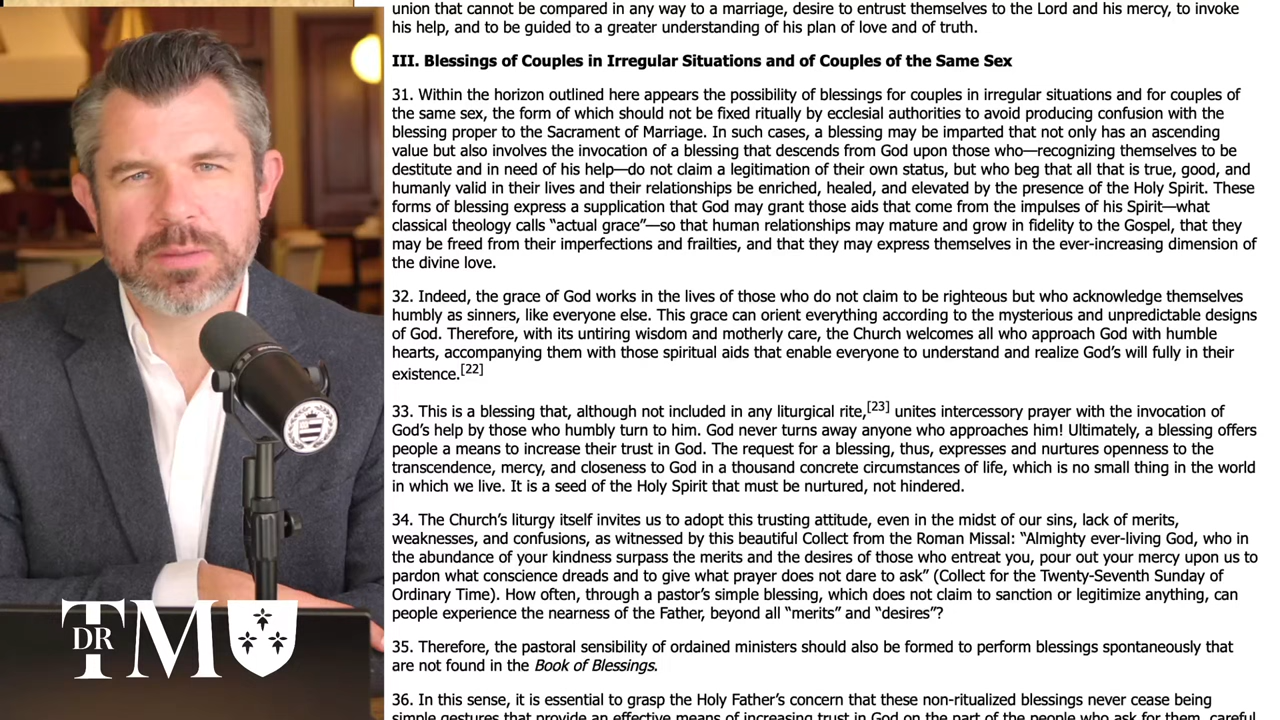 union that cannot be compared in any way to a marriage, desire to entrust themselves to the Lord and his mercy, to invoke
his help, and to be guided to a greater understanding of his plan of love and of truth.
III. Blessings of Couples in Irregular Situations and of Couples of the Same Sex
31. Within the horizon outlined here appears the possibility of blessings for couples in irregular situations and for couples of
the same sex, the form of which should not be fixed ritually by ecclesial authorities to avoid producing confusion with the
blessing proper to the Sacrament of Marriage. In such cases, a blessing may be imparted that not only has an ascending
value but also involves the invocation of a blessing that descends from God upon those who—recognizing themselves to be
destitute and in need of his help—do not claim a legitimation of their own status, but who beg that all that is true, good, and
humanly valid in their lives and their relationships be enriched, healed, and elevated by the presence of the Holy Spirit. These
forms of blessing express a supplication that God may grant those aids that come from the impulses of his Spirit—what
classical theology calls “actual grace”—so that human relationships may mature and grow in fidelity to the Gospel, that they
may be freed from their imperfections and frailties, and that they may express themselves in the ever-increasing dimension of
the divine love.
32. Indeed, the grace of God works in the lives of those who do not claim to be righteous but who acknowledge themselves
humbly as sinners, like everyone else. This grace can orient everything according to the mysterious and unpredictable designs
of God. Therefore, with its untiring wisdom and motherly care, the Church welcomes all who approach God with humble
hearts, accompanying them with those spiritual aids that enable everyone to understand and realize God’s will fully in their
existence.[22]
33. This is a blessing that, although not included in any liturgical rite,[23] unites intercessory prayer with the invocation of
God’s help by those who humbly turn to him. God never turns away anyone who approaches him! Ultimately, a blessing offers
people a means to increase their trust in God. The request for a blessing, thus, expresses and nurtures openness to the
transcendence, mercy, and closeness to God in a thousand concrete circumstances of life, which is no small thing in the world
in which we live. It is a seed of the Holy Spirit that must be nurtured, not hindered.
34. The Church’s liturgy itself invites us to adopt this trusting attitude, even in the midst of our sins, lack of merits,
weaknesses, and confusions, as witnessed by this beautiful Collect from the Roman Missal: “Almighty ever-living God, who in
the abundance of your kindness surpass the merits and the desires of those who entreat you, pour out your mercy upon us to
pardon what conscience dreads and to give what prayer does not dare to ask” (Collect for the Twenty-Seventh Sunday of
Ordinary Time). How often, through a pastor’s simple blessing, which does not claim to sanction or legitimize anything, can
people experience the nearness of the Father, beyond all “merits” and “desires”?
35. Therefore, the pastoral sensibility of ordained ministers should also be formed to perform blessings spontaneously that
are not found in the Book of Blessings.
36. In this sense, it is essential to grasp the Holy Father’s concern that these non-ritualized blessings never cease being
simple gestures that provide an effective means of increasing trust in God on the part of the people who ask for them, careful
DR TM